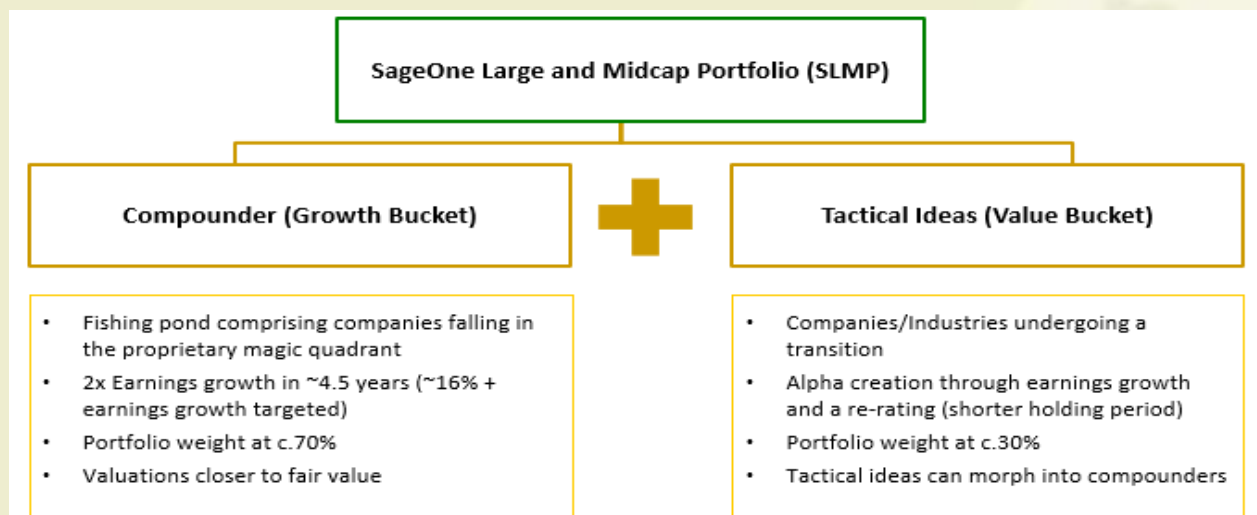 SageOne Large and Midcap Portfolio (SLMP)
Compounder (Growth Bucket)
Tactical Ideas (Value Bucket)
• Fishing pond comprising companies falling in
the proprietary magic quadrant
• 2x Earnings growth in ~4.5 years (~16% +
earnings growth targeted)
• Portfolio weight at c.70%
• Valuations closer to fair value
• Companies/Industries undergoing a
transition
• Alpha creation through earnings growth
and a re-rating (shorter holding period)
• Portfolio weight at c.30%
• Tactical ideas can morph into compounders